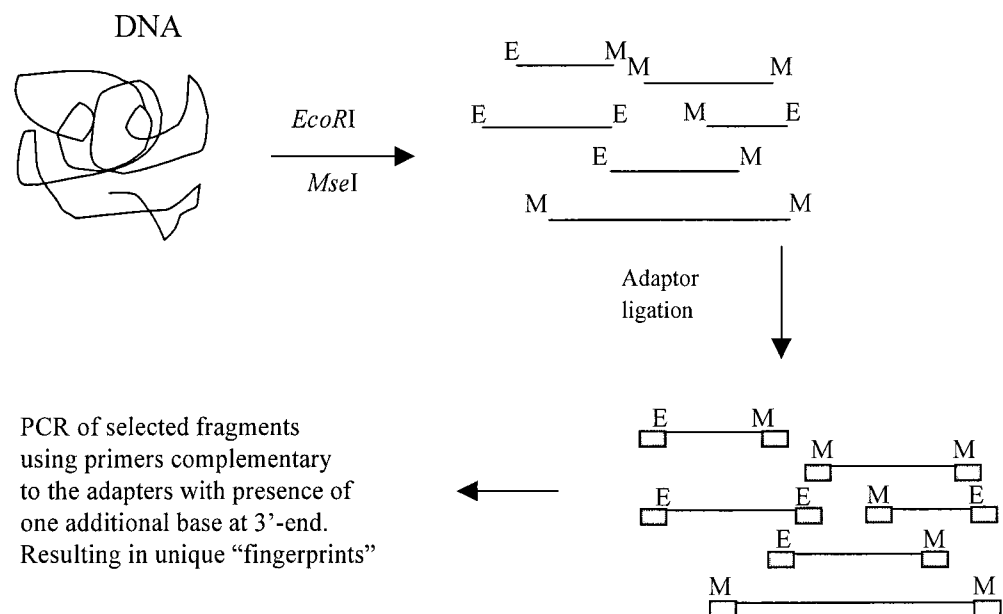 DNA
EcoRI
MseI
E M
M M
E E
M E
E M
M M
Adaptor
ligation
E M
M M
E E
M E
E M
M M
PCR of selected fragments
using primers complementary
to the adapters with presence of
one additional base at 3’-end.
Resulting in unique “fingerprints”